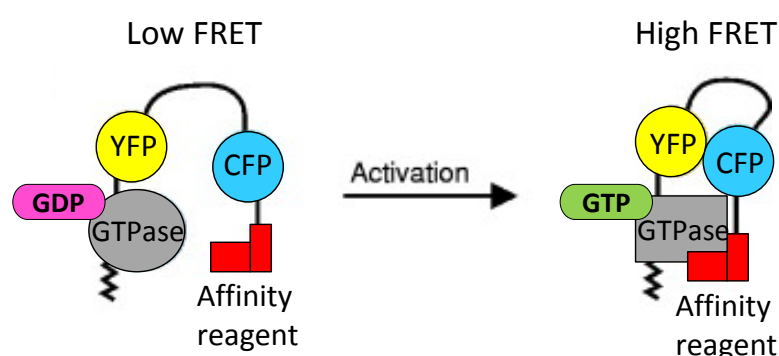 Low FRET
High FRET
YFP
CFP
GDP
GTPase
Affinity
reagent
Activation
YFP
CFP
GTP
GTPase
Affinity
reagent